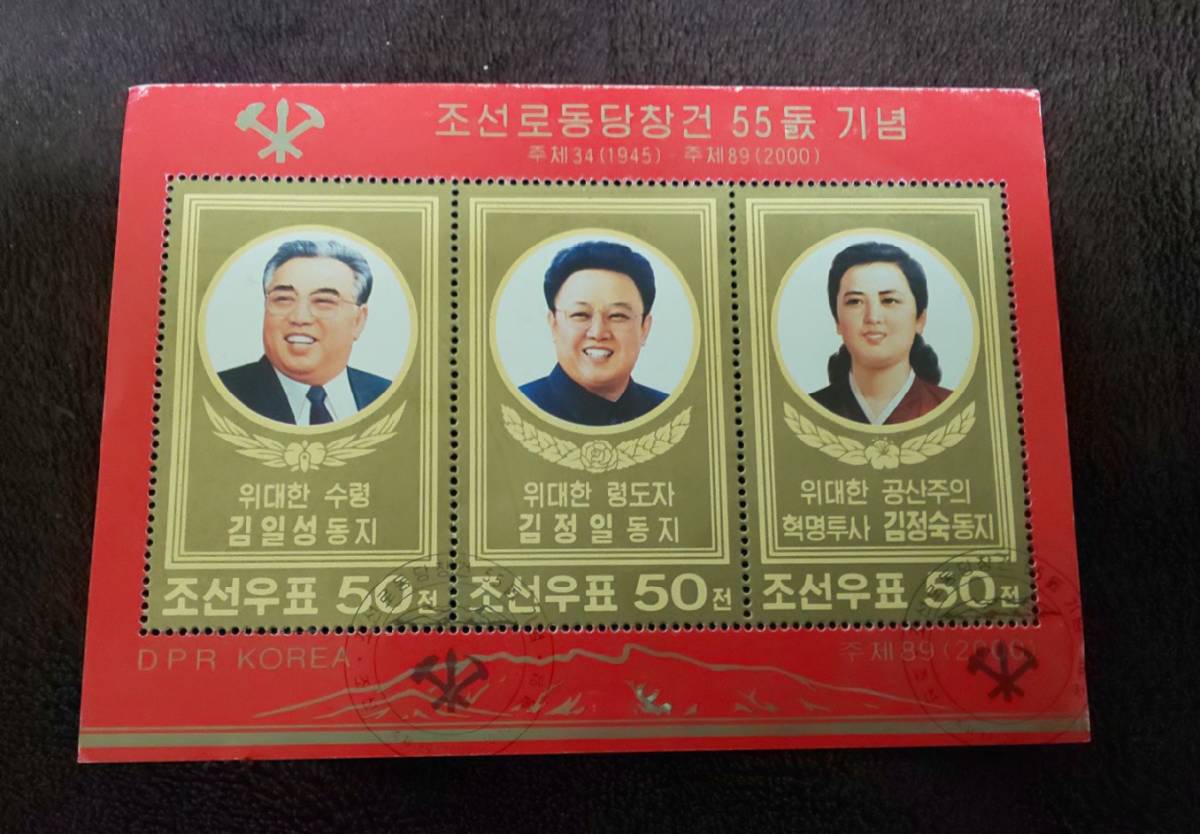 조선로동당창건 55돐 기념
주체34(1945) - 주체89(2000)
위대한 수령
김일성동지
조선우표 50전
위대한 령도자
김정일동지
조선우표 50전
위대한 공산주의
혁명투사 김정숙동지
조선우표 50전
DPR KOREA
주체89(2000)